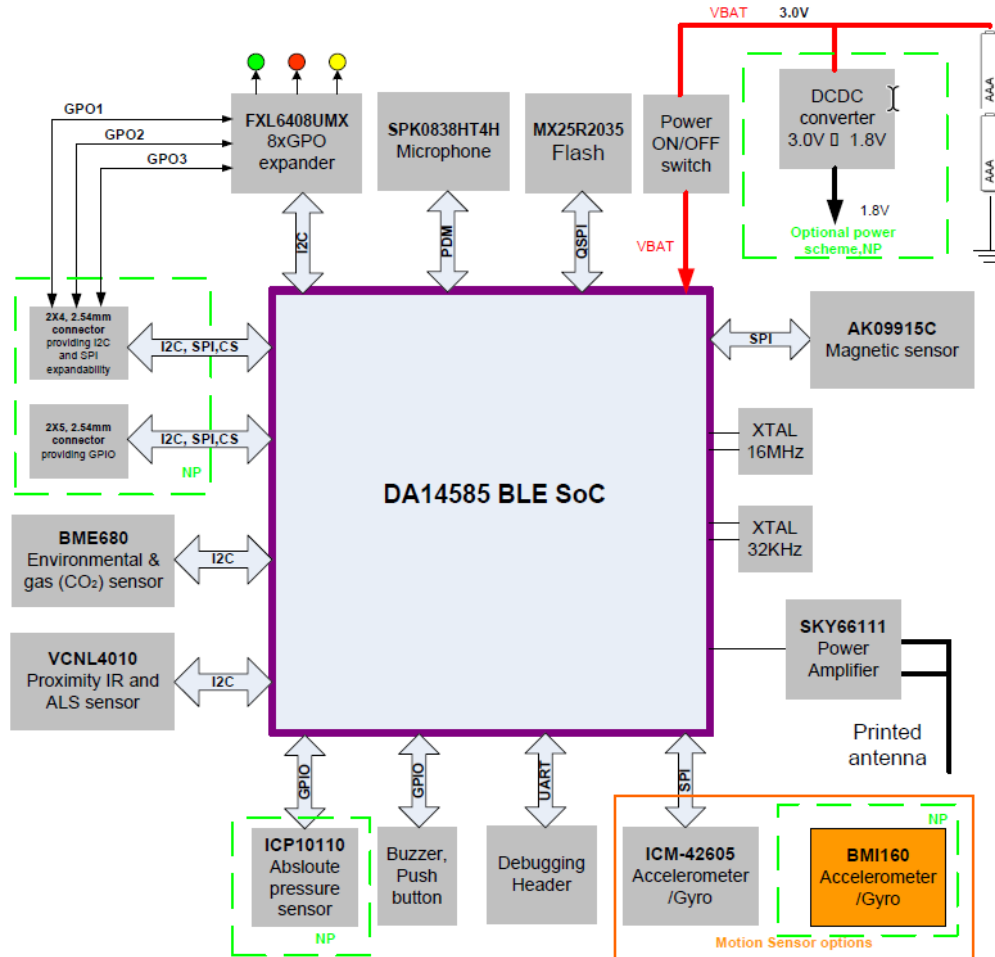 VBAT 3.0V
GPO1
GPO2
GPO3
FXL6408UMX
8xGPO
expander
SPK0838HT4H
Microphone
MX25R2035
Flash
Power
ON/OFF
switch
DCDC
converter
3.0V ▯ 1.8V
AAA
AAA
1.8V
Optional power
scheme,NP
I2C
PDM
QSPI
VBAT
2X4, 2.54mm
connector
providing I2C
and SPI
expandability
I2C, SPI,CS
2X5, 2.54mm
connector
providing GPIO
I2C, SPI,CS
NP
SPI
AK09915C
Magnetic sensor
XTAL
16MHz
DA14585 BLE SoC
XTAL
32KHz
BME680
Environmental &
gas (CO₂) sensor
I2C
VCNL4010
Proximity IR and
ALS sensor
I2C
SKY66111
Power
Amplifier
Printed
antenna
GPIO
GPIO
UART
SPI
ICP10110
Absloute
pressure
sensor
NP
Buzzer,
Push
button
Debugging
Header
ICM-42605
Accelerometer
/Gyro
NP
BMI160
Accelerometer
/Gyro
Motion Sensor options